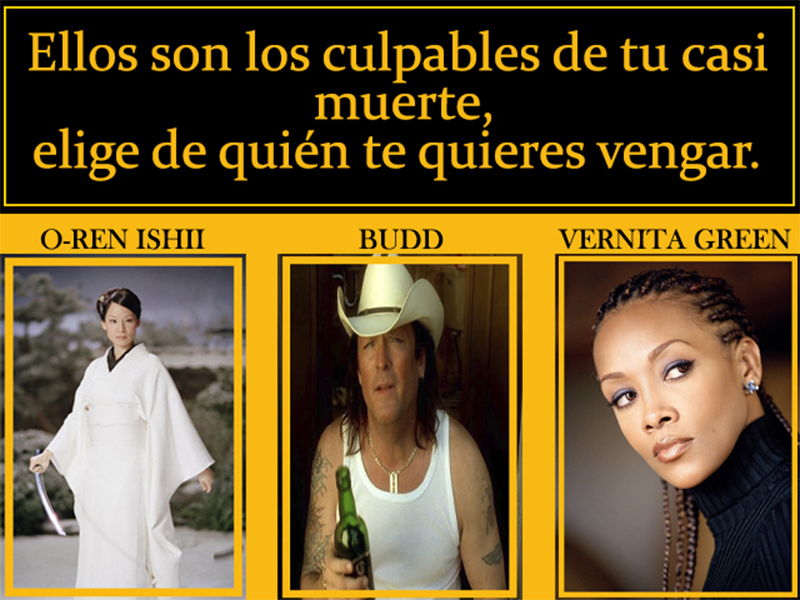 Ellos son los culpables de tu casi
muerte,
elige de quién te quieres vengar.
O-REN ISHII
BUDD
VERNITA GREEN